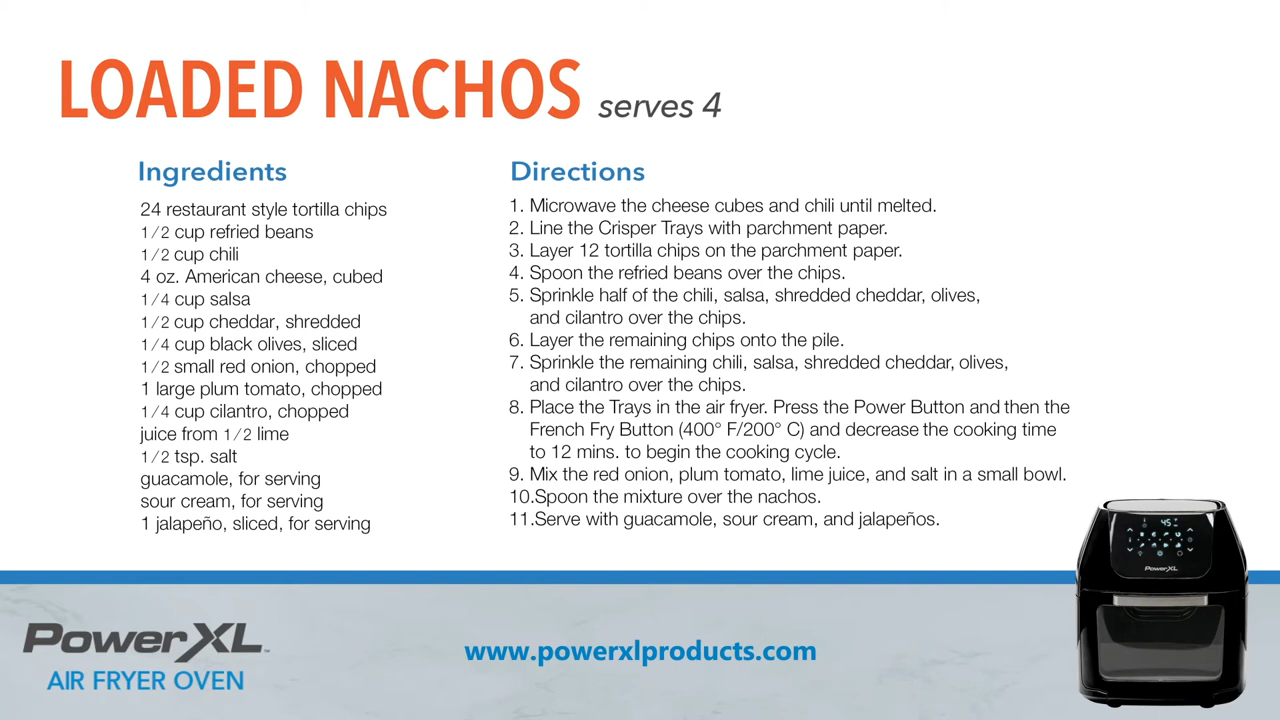 LOADED NACHOS serves 4
Ingredients
24 restaurant style tortilla chips
1/2 cup refried beans
1/2 cup chili
4 oz. American cheese, cubed
1/4 cup salsa
1/2 cup cheddar, shredded
1/4 cup black olives, sliced
1/2 small red onion, chopped
1 large plum tomato, chopped
1/4 cup cilantro, chopped
juice from 1/2 lime
1/2 tsp. salt
guacamole, for serving
sour cream, for serving
1 jalapeño, sliced, for serving
Directions
1. Microwave the cheese cubes and chili until melted.
2. Line the Crisper Trays with parchment paper.
3. Layer 12 tortilla chips on the parchment paper.
4. Spoon the refried beans over the chips.
5. Sprinkle half of the chili, salsa, shredded cheddar, olives,
and cilantro over the chips.
6. Layer the remaining chips onto the pile.
7. Sprinkle the remaining chili, salsa, shredded cheddar, olives,
and cilantro over the chips.
8. Place the Trays in the air fryer. Press the Power Button and then the
French Fry Button (400° F/200° C) and decrease the cooking time
to 12 mins. to begin the cooking cycle.
9. Mix the red onion, plum tomato, lime juice, and salt in a small bowl.
10.Spoon the mixture over the nachos.
11.Serve with guacamole, sour cream, and jalapeños.
45
PowerXL
PowerXL™
AIR FRYER OVEN
www.powerxlproducts.com